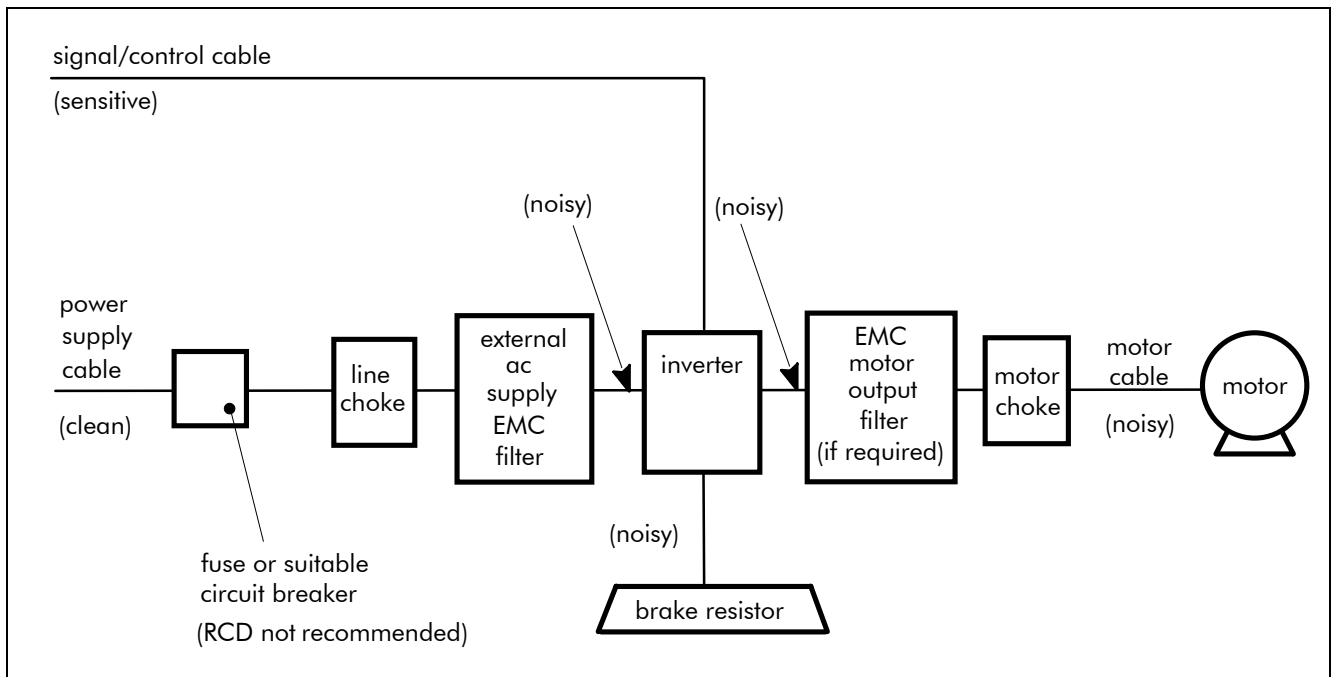 signal/control cable
(sensitive)
(noisy)
(noisy)
power
supply
cable
(clean)
line
choke
external
ac
supply
EMC
filter
inverter
EMC
motor
output
filter
(if required)
motor
choke
motor
cable
(noisy)
motor
(noisy)
fuse or suitable
circuit breaker
(RCD not recommended)
brake resistor